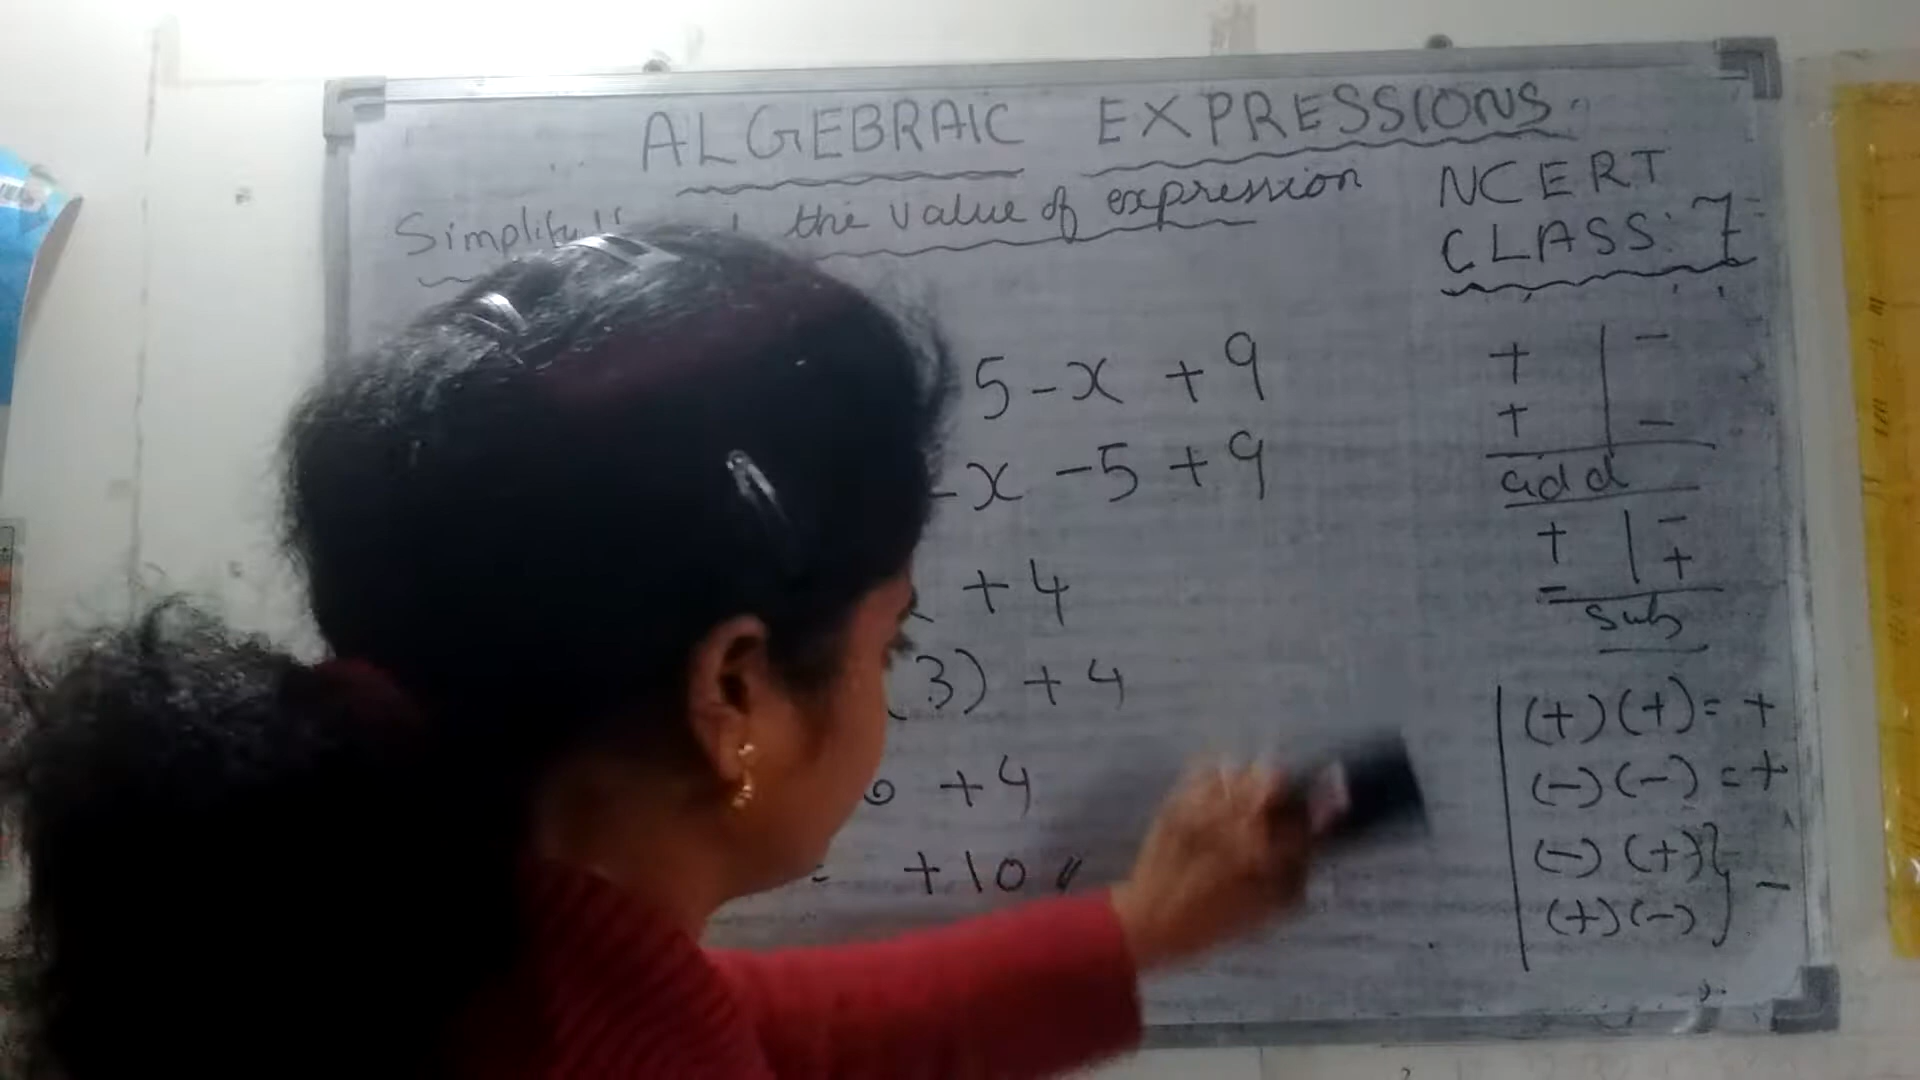 ALGEBRAIC EXPRESSIONS.
Simplify the value of expression
NCERT
CLASS: 7
5 - x + 9
- x - 5 + 9
+ 4
3) + 4
+ 4
= + 10 //
+ | -
+ | -
add
+ | -
- | +
sub
(+) (+) = +
(-) (-) = +
(-) (+) } -
(+) (-)